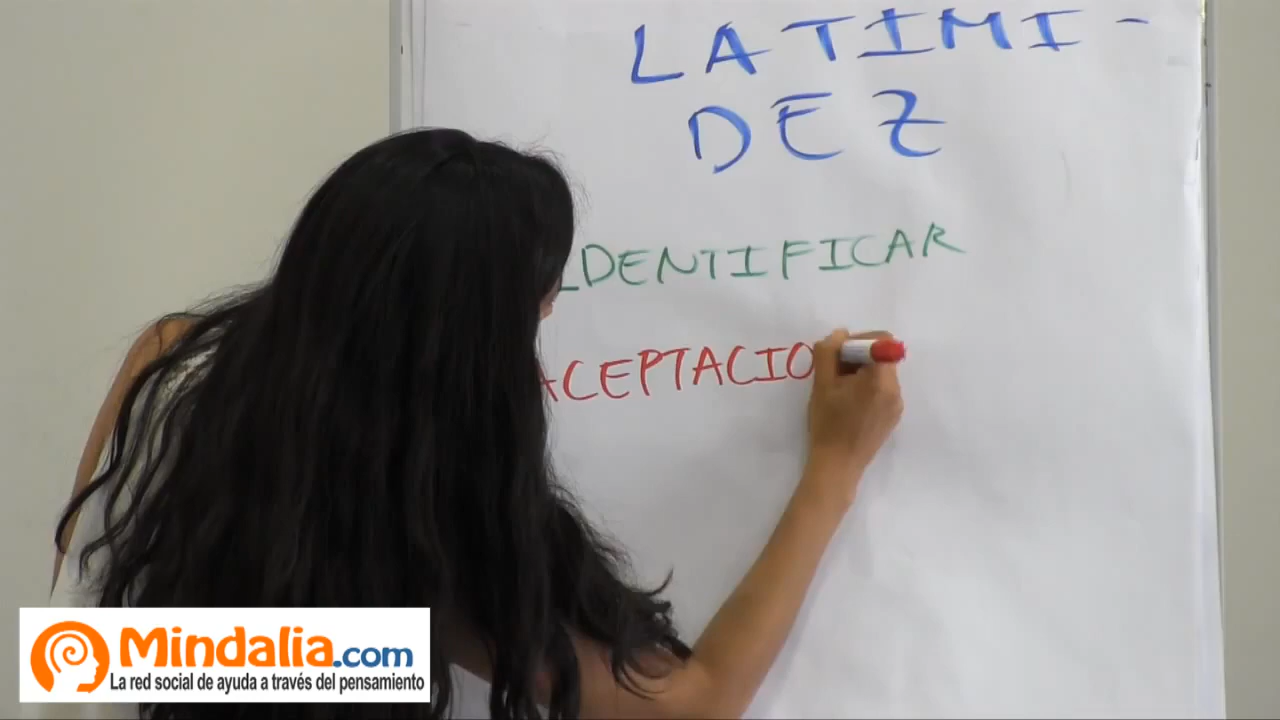 LA TIMI-
DEZ
IDENTIFICAR
ACEPTACIO
Mindalia.com
La red social de ayuda a través del pensamiento